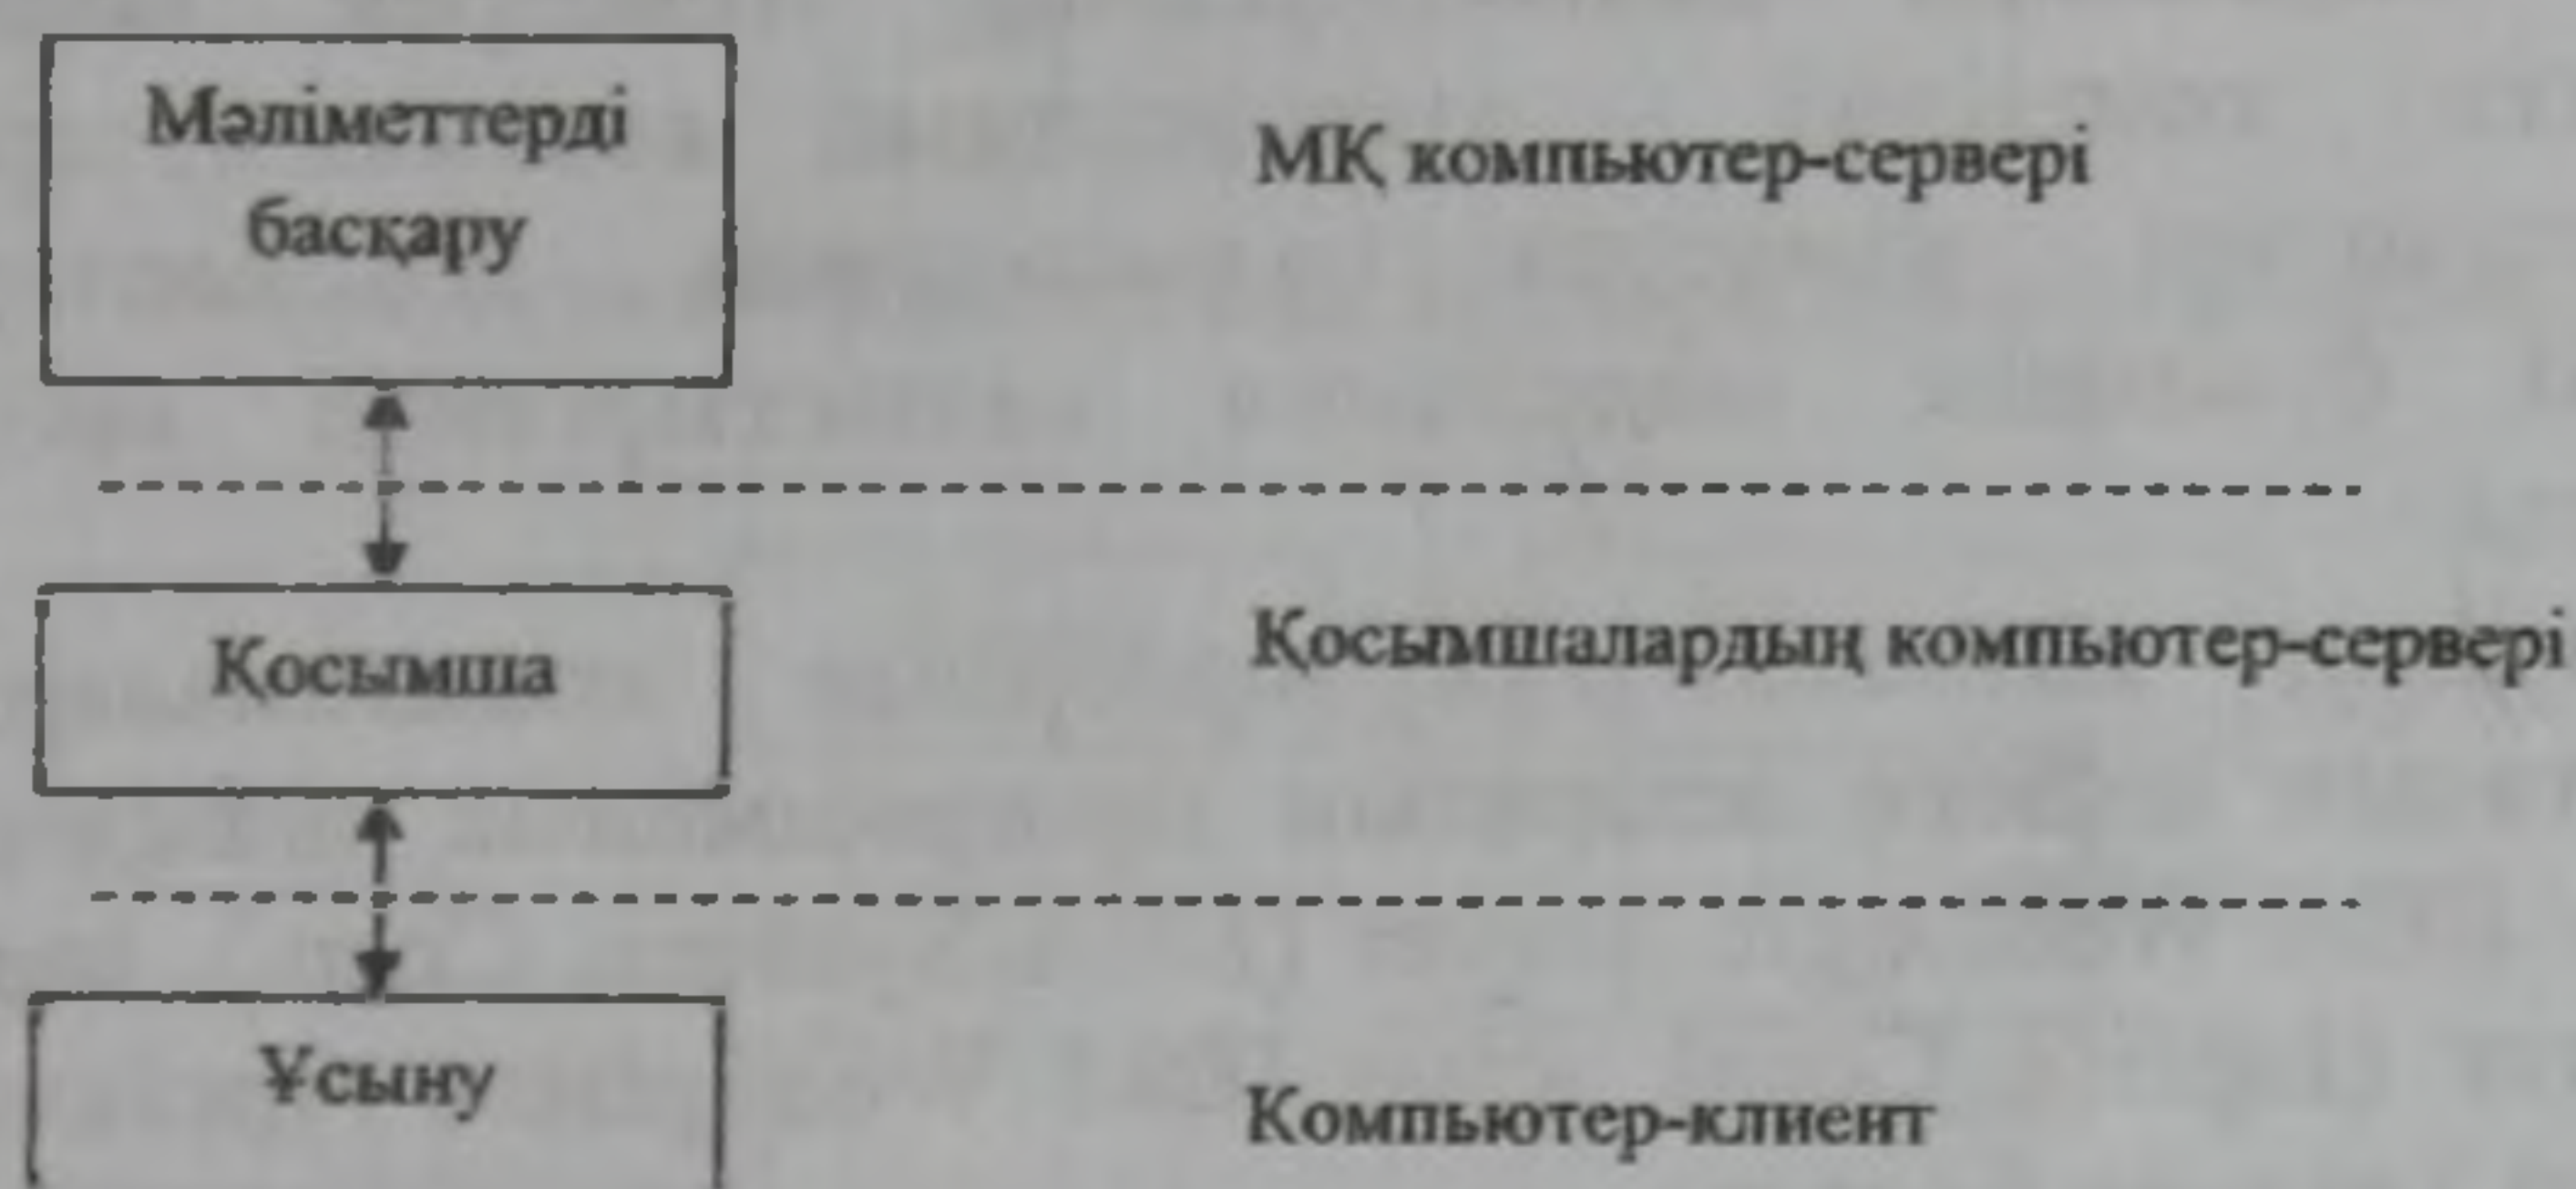 Мәліметтерді
басқару
МҚ компьютер-сервері
Қосымша
Қосымшалардың компьютер-сервері
Ұсыну
Компьютер-клиент